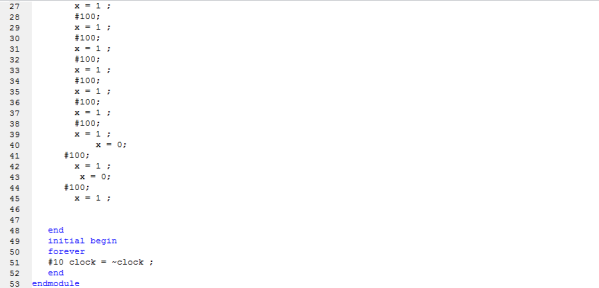 27 x = 1 ;
28 #100;
29 x = 1 ;
30 #100;
31 x = 1 ;
32 #100;
33 x = 1 ;
34 #100;
35 x = 1 ;
36 #100;
37 x = 1 ;
38 #100;
39 x = 1 ;
40 x = 0;
41 #100;
42 x = 1 ;
43 x = 0;
44 #100;
45 x = 1 ;
46
47
48 end
49 initial begin
50 forever
51 #10 clock = ~clock ;
52 end
53 endmodule